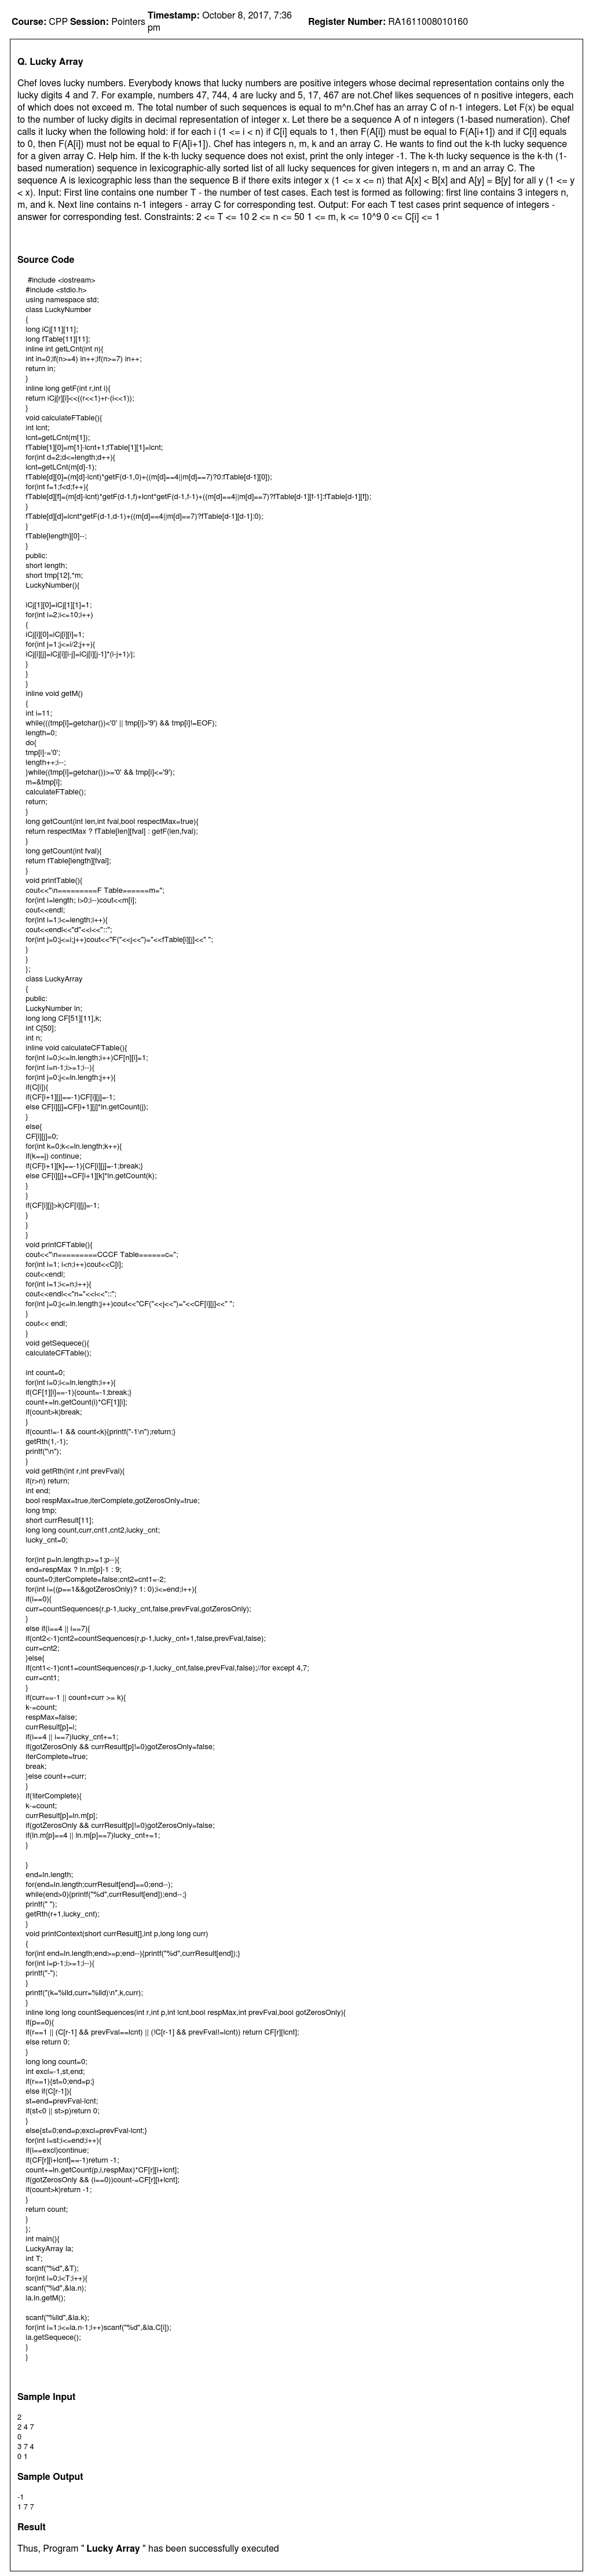 Course: CPP Session: Pointers Timestamp: October 8, 2017, 7:36 pm Register Number: RA1611008010160
Q. Lucky Array
Chef loves lucky numbers. Everybody knows that lucky numbers are positive integers whose decimal representation contains only the
lucky digits 4 and 7. For example, numbers 47, 744, 4 are lucky and 5, 17, 467 are not.Chef likes sequences of n positive integers, each
of which does not exceed m. The total number of such sequences is equal to m^n.Chef has an array C of n-1 integers. Let F(x) be equal
to the number of lucky digits in decimal representation of integer x. Let there be a sequence A of n integers (1-based numeration). Chef
calls it lucky when the following hold: if for each i (1 <= i < n) if C[i] equals to 1, then F(A[i]) must be equal to F(A[i+1]) and if C[i] equals
to 0, then F(A[i]) must not be equal to F(A[i+1]). Chef has integers n, m, k and an array C. He wants to find out the k-th lucky sequence
for a given array C. Help him. If the k-th lucky sequence does not exist, print the only integer -1. The k-th lucky sequence is the k-th (1-
based numeration) sequence in lexicographic-ally sorted list of all lucky sequences for given integers n, m and an array C. The
sequence A is lexicographic less than the sequence B if there exits integer x (1 <= x <= n) that A[x] < B[x] and A[y] = B[y] for all y (1 <= y
< x). Input: First line contains one number T - the number of test cases. Each test is formed as following: first line contains 3 integers n,
m, and k. Next line contains n-1 integers - array C for corresponding test. Output: For each T test cases print sequence of integers -
answer for corresponding test. Constraints: 2 <= T <= 10 2 <= n <= 50 1 <= m, k <= 10^9 0 <= C[i] <= 1
Source Code
#include <iostream>
#include <stdio.h>
using namespace std;
class LuckyNumber
{
long iCj[11][11];
long fTable[11][11];
inline int getLCnt(int n){
int in=0;if(n>=4) in++;if(n>=7) in++;
return in;
}
inline long getF(int r,int i){
return iCj[r][i]<<((r<<1)+r-(i<<1));
}
void calculateFTable(){
int lcnt;
lcnt=getLCnt(m[1]);
fTable[1][0]=m[1]-lcnt+1;fTable[1][1]=lcnt;
for(int d=2;d<=length;d++){
lcnt=getLCnt(m[d]-1);
fTable[d][0]=(m[d]-lcnt)*getF(d-1,0)+((m[d]==4||m[d]==7)?0:fTable[d-1][0]);
for(int f=1;f<d;f++){
fTable[d][f]=(m[d]-lcnt)*getF(d-1,f)+lcnt*getF(d-1,f-1)+((m[d]==4||m[d]==7)?fTable[d-1][f-1]:fTable[d-1][f]);
}
fTable[d][d]=lcnt*getF(d-1,d-1)+((m[d]==4||m[d]==7)?fTable[d-1][d-1]:0);
}
fTable[length][0]--;
}
public:
short length;
short tmp[12],*m;
LuckyNumber(){

iCj[1][0]=iCj[1][1]=1;
for(int i=2;i<=10;i++)
{
iCj[i][0]=iCj[i][i]=1;
for(int j=1;j<=i/2;j++){
iCj[i][j]=iCj[i][i-j]=iCj[i][j-1]*(i-j+1)/j;
}
}
}
inline void getM()
{
int i=11;
while(((tmp[i]=getchar())<'0' || tmp[i]>'9') && tmp[i]!=EOF);
length=0;
do{
tmp[i]-='0';
length++;i--;
}while((tmp[i]=getchar())>='0' && tmp[i]<='9');
m=&tmp[i];
calculateFTable();
return;
}
long getCount(int len,int fval,bool respectMax=true){
return respectMax ? fTable[len][fval] : getF(len,fval);
}
long getCount(int fval){
return fTable[length][fval];
}
void printTable(){
cout<<"\n=========F Table======m=";
for(int i=length; i>0;i--)cout<<m[i];
cout<<endl;
for(int i=1;i<=length;i++){
cout<<endl<<"d"<<i<<"::";
for(int j=0;j<=i;j++)cout<<"F("<<j<<")="<<fTable[i][j]<<" ";
}
}
};
class LuckyArray
{
public:
LuckyNumber ln;
long long CF[51][11],k;
int C[50];
int n;
inline void calculateCFTable(){
for(int i=0;i<=ln.length;i++)CF[n][i]=1;
for(int i=n-1;i>=1;i--){
for(int j=0;j<=ln.length;j++){
if(C[i]){
if(CF[i+1][j]==-1)CF[i][j]=-1;
else CF[i][j]=CF[i+1][j]*ln.getCount(j);
}
else{
CF[i][j]=0;
for(int k=0;k<=ln.length;k++){
if(k==j) continue;
if(CF[i+1][k]==-1){CF[i][j]=-1;break;}
else CF[i][j]+=CF[i+1][k]*ln.getCount(k);
}
}
if(CF[i][j]>k)CF[i][j]=-1;
}
}
}
void printCFTable(){
cout<<"\n=========CCCF Table======c=";
for(int i=1; i<n;i++)cout<<C[i];
cout<<endl;
for(int i=1;i<=n;i++){
cout<<endl<<"n="<<i<<"::";
for(int j=0;j<=ln.length;j++)cout<<"CF("<<j<<")="<<CF[i][j]<<" ";
}
cout<< endl;
}
void getSequece(){
calculateCFTable();

int count=0;
for(int i=0;i<=ln.length;i++){
if(CF[1][i]==-1){count=-1;break;}
count+=ln.getCount(i)*CF[1][i];
if(count>k)break;
}
if(count!=-1 && count<k){printf("-1\n");return;}
getRth(1,-1);
printf("\n");
}
void getRth(int r,int prevFval){
if(r>n) return;
int end;
bool respMax=true,iterComplete,gotZerosOnly=true;
long tmp;
short currResult[11];
long long count,curr,cnt1,cnt2,lucky_cnt;
lucky_cnt=0;

for(int p=ln.length;p>=1;p--){
end=respMax ? ln.m[p]-1 : 9;
count=0;iterComplete=false;cnt2=cnt1=-2;
for(int i=((p==1&&gotZerosOnly)? 1: 0);i<=end;i++){
if(i==0){
curr=countSequences(r,p-1,lucky_cnt,false,prevFval,gotZerosOnly);
}
else if(i==4 || i==7){
if(cnt2<-1)cnt2=countSequences(r,p-1,lucky_cnt+1,false,prevFval,false);
curr=cnt2;
}else{
if(cnt1<-1)cnt1=countSequences(r,p-1,lucky_cnt,false,prevFval,false);//for except 4,7;
curr=cnt1;
}
if(curr==-1 || count+curr >= k){
k-=count;
respMax=false;
currResult[p]=i;
if(i==4 || i==7)lucky_cnt+=1;
if(gotZerosOnly && currResult[p]!=0)gotZerosOnly=false;
iterComplete=true;
break;
}else count+=curr;
}
if(!iterComplete){
k-=count;
currResult[p]=ln.m[p];
if(gotZerosOnly && currResult[p]!=0)gotZerosOnly=false;
if(ln.m[p]==4 || ln.m[p]==7)lucky_cnt+=1;
}

}
end=ln.length;
for(end=ln.length;currResult[end]==0;end--);
while(end>0){printf("%d",currResult[end]);end--;}
printf(" ");
getRth(r+1,lucky_cnt);
}
void printContext(short currResult[],int p,long long curr)
{
for(int end=ln.length;end>=p;end--){printf("%d",currResult[end]);}
for(int i=p-1;i>=1;i--){
printf("-");
}
printf("(k=%lld,curr=%lld)\n",k,curr);
}
inline long long countSequences(int r,int p,int lcnt,bool respMax,int prevFval,bool gotZerosOnly){
if(p==0){
if(r==1 || (C[r-1] && prevFval==lcnt) || (!C[r-1] && prevFval!=lcnt)) return CF[r][lcnt];
else return 0;
}
long long count=0;
int excl=-1,st,end;
if(r==1){st=0;end=p;}
else if(C[r-1]){
st=end=prevFval-lcnt;
if(st<0 || st>p)return 0;
}
else{st=0;end=p;excl=prevFval-lcnt;}
for(int i=st;i<=end;i++){
if(i==excl)continue;
if(CF[r][i+lcnt]==-1)return -1;
count+=ln.getCount(p,i,respMax)*CF[r][i+lcnt];
if(gotZerosOnly && (i==0))count-=CF[r][i+lcnt];
if(count>k)return -1;
}
return count;
}
};
int main(){
LuckyArray la;
int T;
scanf("%d",&T);
for(int i=0;i<T;i++){
scanf("%d",&la.n);
la.ln.getM();

scanf("%lld",&la.k);
for(int i=1;i<=la.n-1;i++)scanf("%d",&la.C[i]);
la.getSequece();
}
}
Sample Input
2
2 4 7
0
3 7 4
0 1
Sample Output
-1
1 7 7
Result
Thus, Program " Lucky Array " has been successfully executed